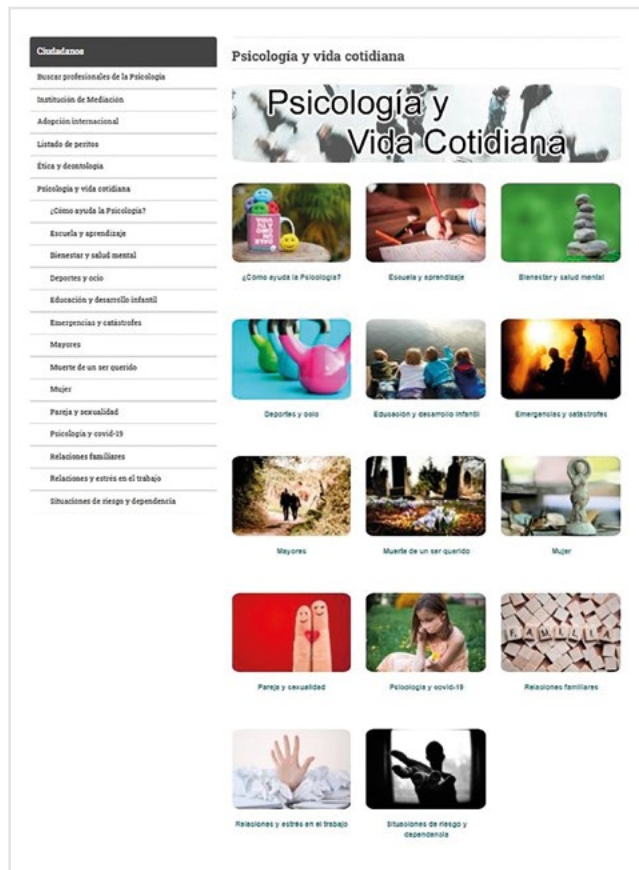 Ciudadanos
Buscar profesionales de la Psicología
Institución de Mediación
Adopción internacional
Listado de peritos
Ética y deontología
Psicología y vida cotidiana
¿Cómo ayuda la Psicología?
Escuela y aprendizaje
Bienestar y salud mental
Deportes y ocio
Educación y desarrollo infantil
Emergencias y catástrofes
Mayores
Muerte de un ser querido
Mujer
Pareja y sexualidad
Psicología y covid-19
Relaciones familiares
Relaciones y estrés en el trabajo
Situaciones de riesgo y dependencia
Psicología y vida cotidiana
Psicología y
Vida Cotidiana
¿Cómo ayuda la Psicología?
Escuela y aprendizaje
Bienestar y salud mental
Deportes y ocio
Educación y desarrollo infantil
Emergencias y catástrofes
Mayores
Muerte de un ser querido
Mujer
Pareja y sexualidad
Psicología y covid-19
FAMILIA
Relaciones familiares
Relaciones y estrés en el trabajo
Situaciones de riesgo y
dependencia